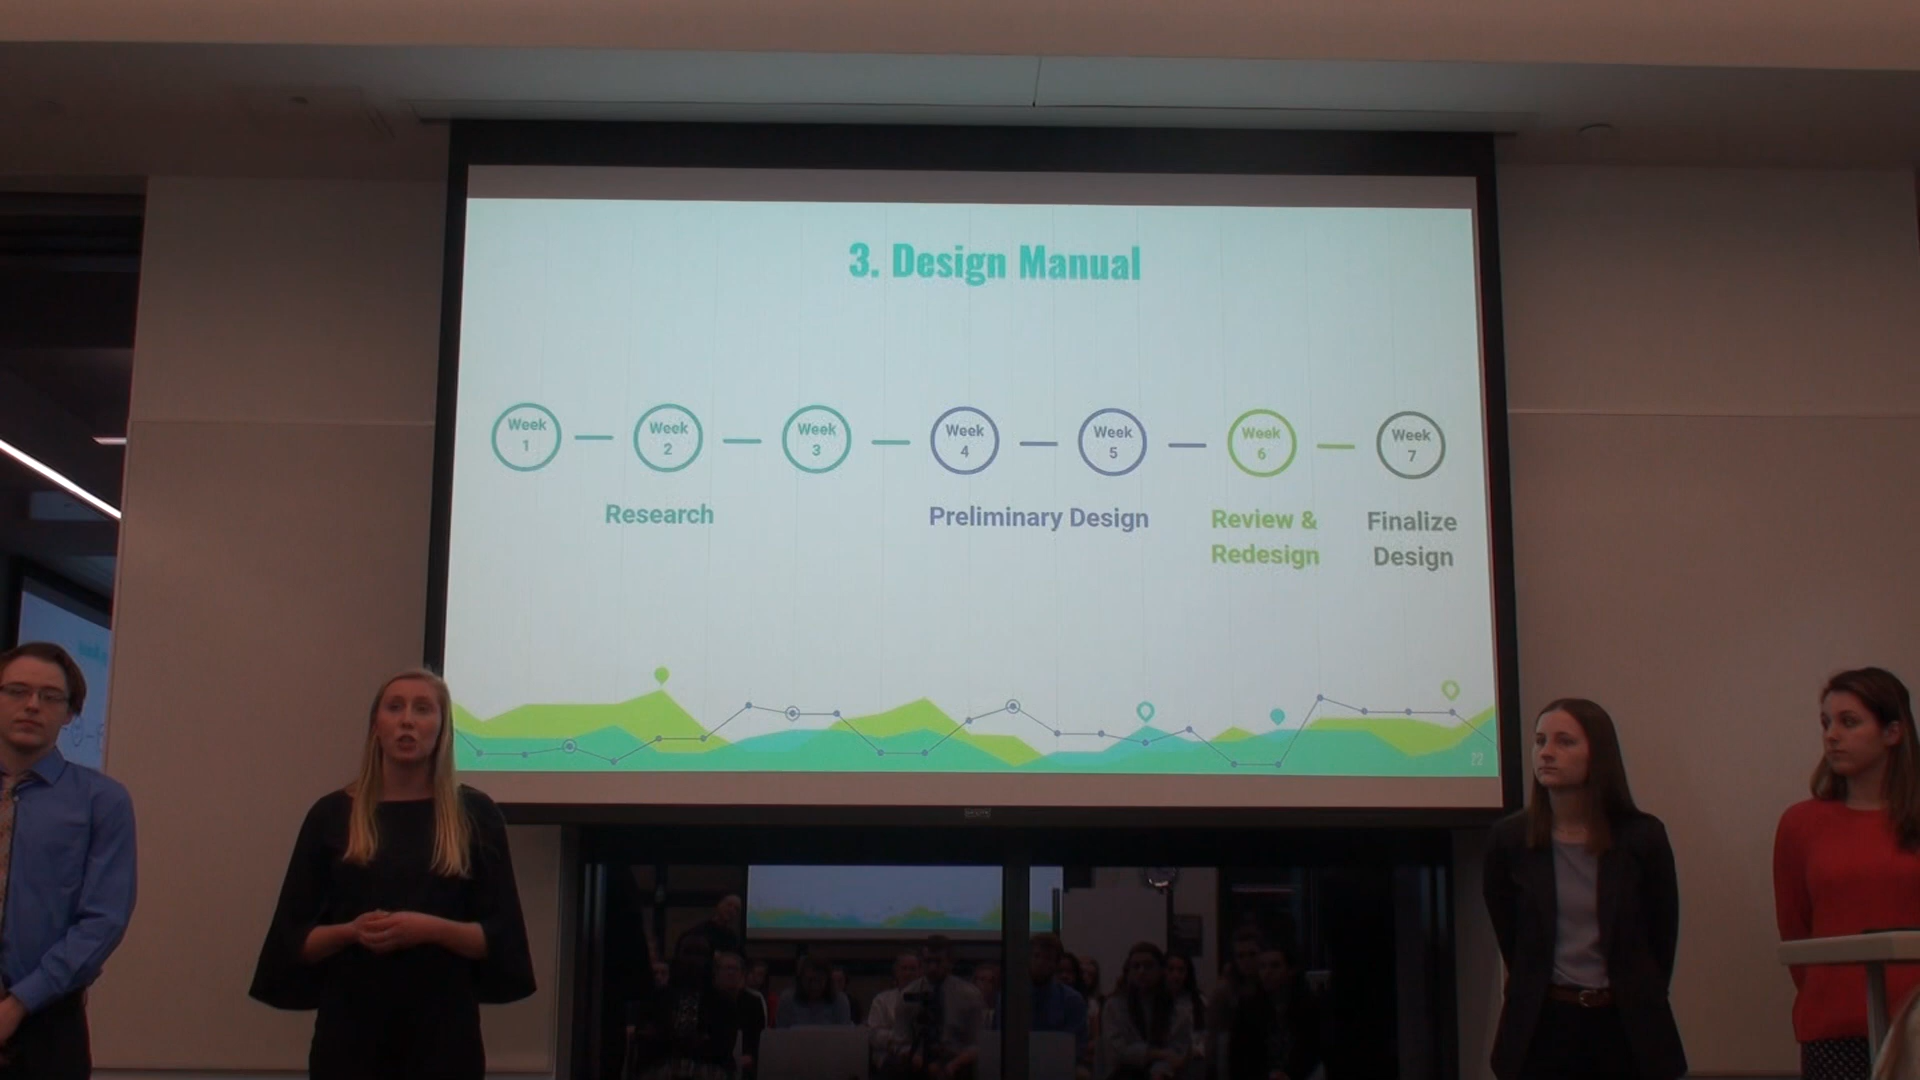 3. Design Manual
Week
1
Week
2
Week
3
Week
4
Week
5
Week
6
Week
7
Research
Preliminary Design
Review &
Redesign
Finalize
Design
22